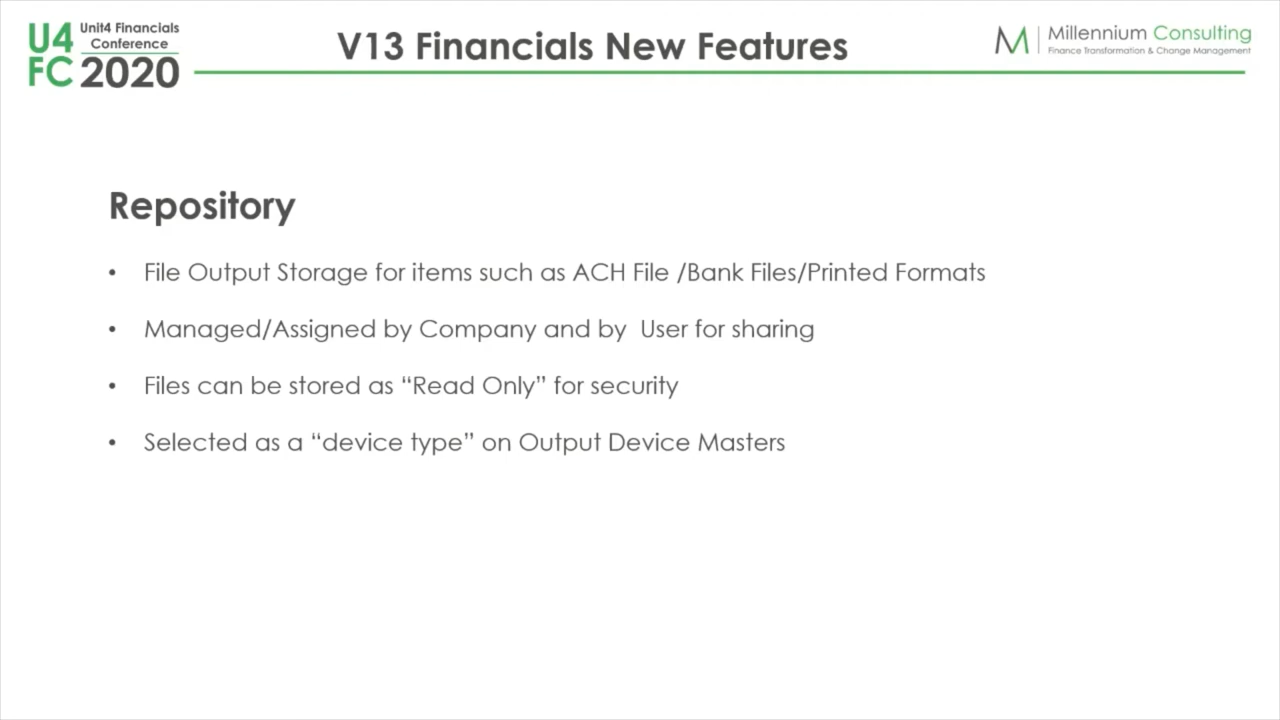 U4 FC
Unit4 Financials
Conference
2020
V13 Financials New Features
M | Millennium Consulting
Finance Transformation & Change Management
Repository
• File Output Storage for items such as ACH File /Bank Files/Printed Formats
• Managed/Assigned by Company and by  User for sharing
• Files can be stored as “Read Only” for security
• Selected as a “device type” on Output Device Masters